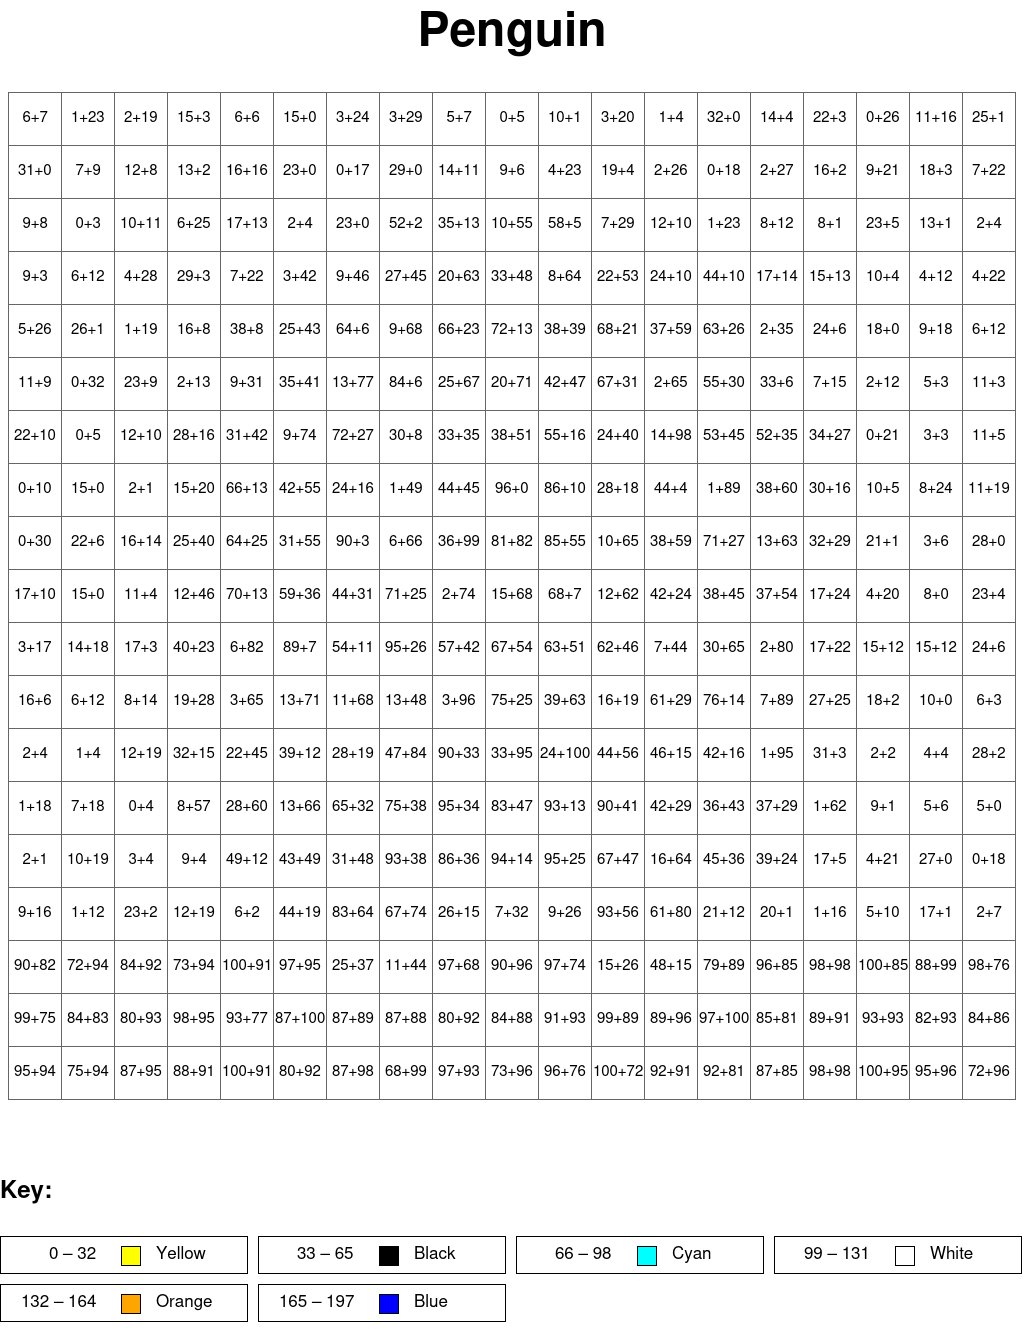 Penguin
6+7 1+23 2+19 15+3 6+6 15+0 3+24 3+29 5+7 0+5 10+1 3+20 1+4 32+0 14+4 22+3 0+26 11+16 25+1
31+0 7+9 12+8 13+2 16+16 23+0 0+17 29+0 14+11 9+6 4+23 19+4 2+26 0+18 2+27 16+2 9+21 18+3 7+22
9+8 0+3 10+11 6+25 17+13 2+4 23+0 52+2 35+13 10+55 58+5 7+29 12+10 1+23 8+12 8+1 23+5 13+1 2+4
9+3 6+12 4+28 29+3 7+22 3+42 9+46 27+45 20+63 33+48 8+64 22+53 24+10 44+10 17+14 15+13 10+4 4+12 4+22
5+26 26+1 1+19 16+8 38+8 25+43 64+6 9+68 66+23 72+13 38+39 68+21 37+59 63+26 2+35 24+6 18+0 9+18 6+12
11+9 0+32 23+9 2+13 9+31 35+41 13+77 84+6 25+67 20+71 42+47 67+31 2+65 55+30 33+6 7+15 2+12 5+3 11+3
22+10 0+5 12+10 28+16 31+42 9+74 72+27 30+8 33+35 38+51 55+16 24+40 14+98 53+45 52+35 34+27 0+21 3+3 11+5
0+10 15+0 2+1 15+20 66+13 42+55 24+16 1+49 44+45 96+0 86+10 28+18 44+4 1+89 38+60 30+16 10+5 8+24 11+19
0+30 22+6 16+14 25+40 64+25 31+55 90+3 6+66 36+99 81+82 85+55 10+65 38+59 71+27 13+63 32+29 21+1 3+6 28+0
17+10 15+0 11+4 12+46 70+13 59+36 44+31 71+25 2+74 15+68 68+7 12+62 42+24 38+45 37+54 17+24 4+20 8+0 23+4
3+17 14+18 17+3 40+23 6+82 89+7 54+11 95+26 57+42 67+54 63+51 62+46 7+44 30+65 2+80 17+22 15+12 15+12 24+6
16+6 6+12 8+14 19+28 3+65 13+71 11+68 13+48 3+96 75+25 39+63 16+19 61+29 76+14 7+89 27+25 18+2 10+0 6+3
2+4 1+4 12+19 32+15 22+45 39+12 28+19 47+84 90+33 33+95 24+100 44+56 46+15 42+16 1+95 31+3 2+2 4+4 28+2
1+18 7+18 0+4 8+57 28+60 13+66 65+32 75+38 95+34 83+47 93+13 90+41 42+29 36+43 37+29 1+62 9+1 5+6 5+0
2+1 10+19 3+4 9+4 49+12 43+49 31+48 93+38 86+36 94+14 95+25 67+47 16+64 45+36 39+24 17+5 4+21 27+0 0+18
9+16 1+12 23+2 12+19 6+2 44+19 83+64 67+74 26+15 7+32 9+26 93+56 61+80 21+12 20+1 1+16 5+10 17+1 2+7
90+82 72+94 84+92 73+94 100+91 97+95 25+37 11+44 97+68 90+96 97+74 15+26 48+15 79+89 96+85 98+98 100+85 88+99 98+76
99+75 84+83 80+93 98+95 93+77 87+100 87+89 87+88 80+92 84+88 91+93 99+89 89+96 97+100 85+81 89+91 93+93 82+93 84+86
95+94 75+94 87+95 88+91 100+91 80+92 87+98 68+99 97+93 73+96 96+76 100+72 92+91 92+81 87+85 98+98 100+95 95+96 72+96
Key:
0 – 32 Yellow 33 – 65 Black 66 – 98 Cyan 99 – 131 White
132 – 164 Orange 165 – 197 Blue